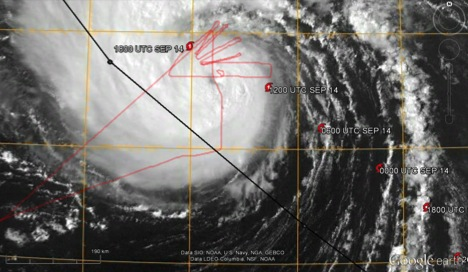 N
1800 UTC SEP 14
1200 UTC SEP 14
0600 UTC SEP 14
0000 UTC SEP 14
1800 UTC
190 km
Data SIO, NOAA, U.S. Navy, NGA, GEBCO
Data LDEO-Columbia, NSF, NOAA
Google earth